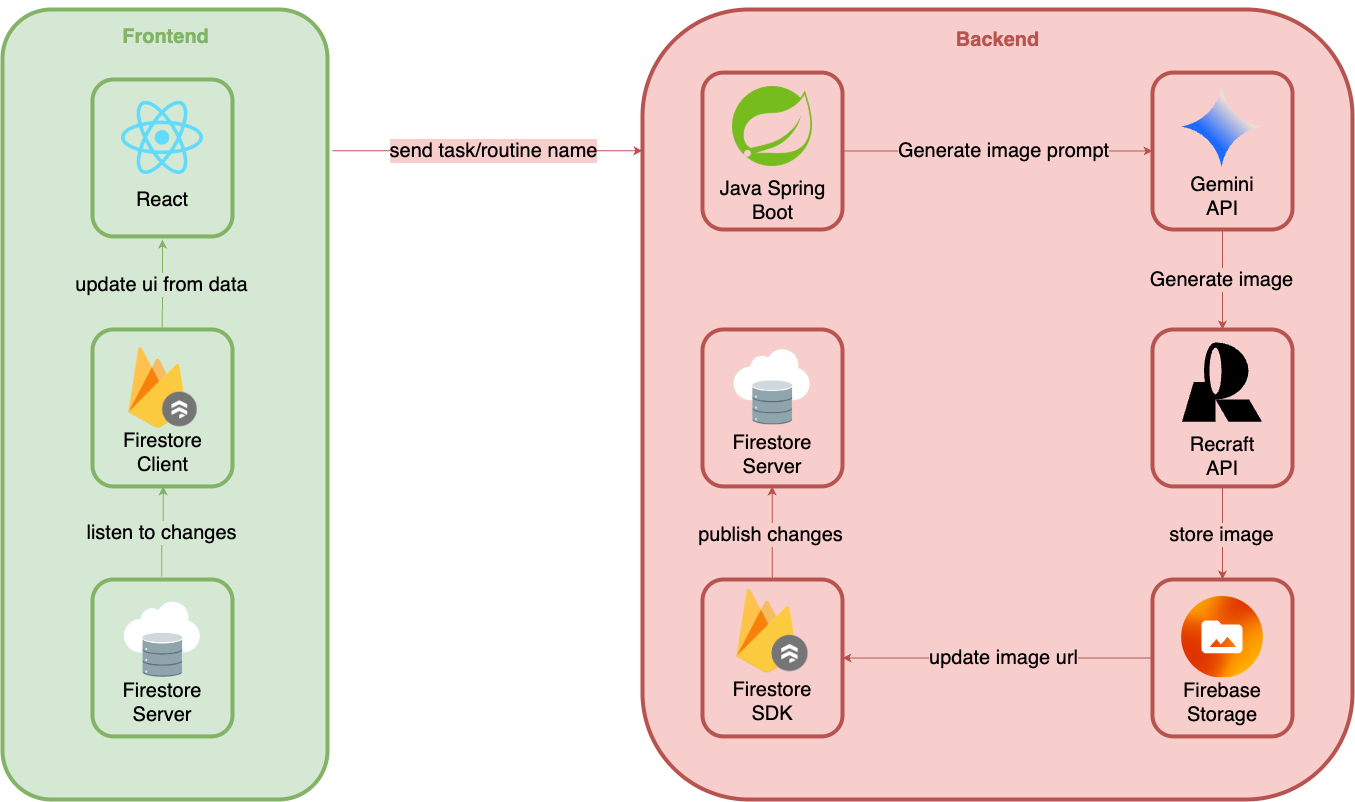 Frontend
React
update ui from data
Firestore
Client
listen to changes
Firestore
Server
send task/routine name
Backend
Java Spring
Boot
Generate image prompt
Gemini
API
Generate image
Recraft
API
store image
Firebase
Storage
update image url
Firestore
SDK
publish changes
Firestore
Server